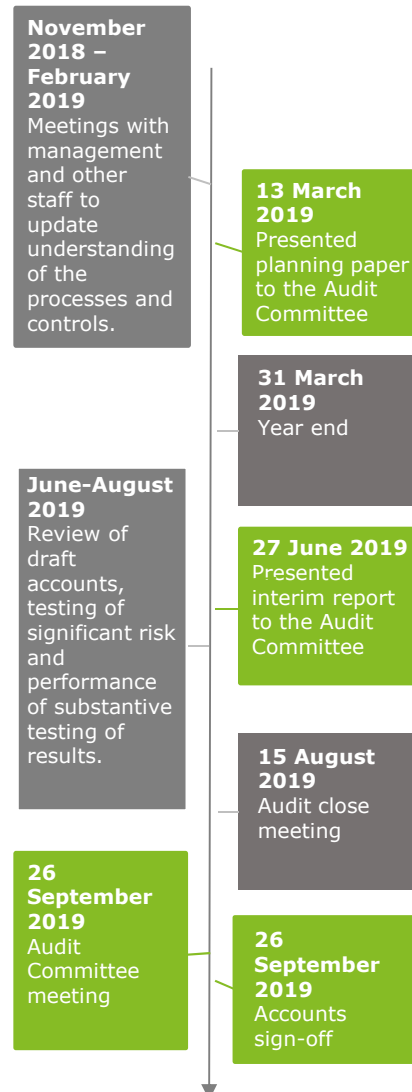 November
2018 –
February
2019
Meetings with
management
and other
staff to
update
understanding
of the
processes and
controls.
13 March
2019
Presented
planning paper
to the Audit
Committee
31 March
2019
Year end
June-August
2019
Review of
draft
accounts,
testing of
significant risk
and
performance
of substantive
testing of
results.
27 June 2019
Presented
interim report
to the Audit
Committee
15 August
2019
Audit close
meeting
26
September
2019
Audit
Committee
meeting
26
September
2019
Accounts
sign-off